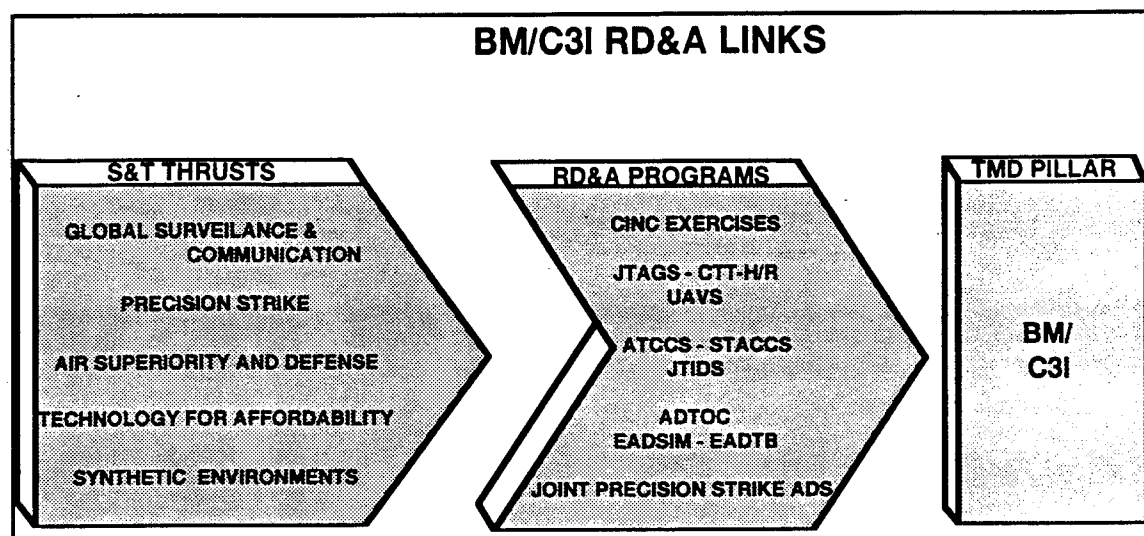 BM/C3I RD&A LINKS
S&T THRUSTS
GLOBAL SURVEILANCE &
COMMUNICATION
PRECISION STRIKE
AIR SUPERIORITY AND DEFENSE
TECHNOLOGY FOR AFFORDABILITY
SYNTHETIC ENVIRONMENTS
RD&A PROGRAMS
CINC EXERCISES
JTAGS - CTT-H/R
UAVS
ATCCS - STACCS
JTIDS
ADTOC
EADSIM - EADTB
JOINT PRECISION STRIKE ADS
TMD PILLAR
BM/
C3I